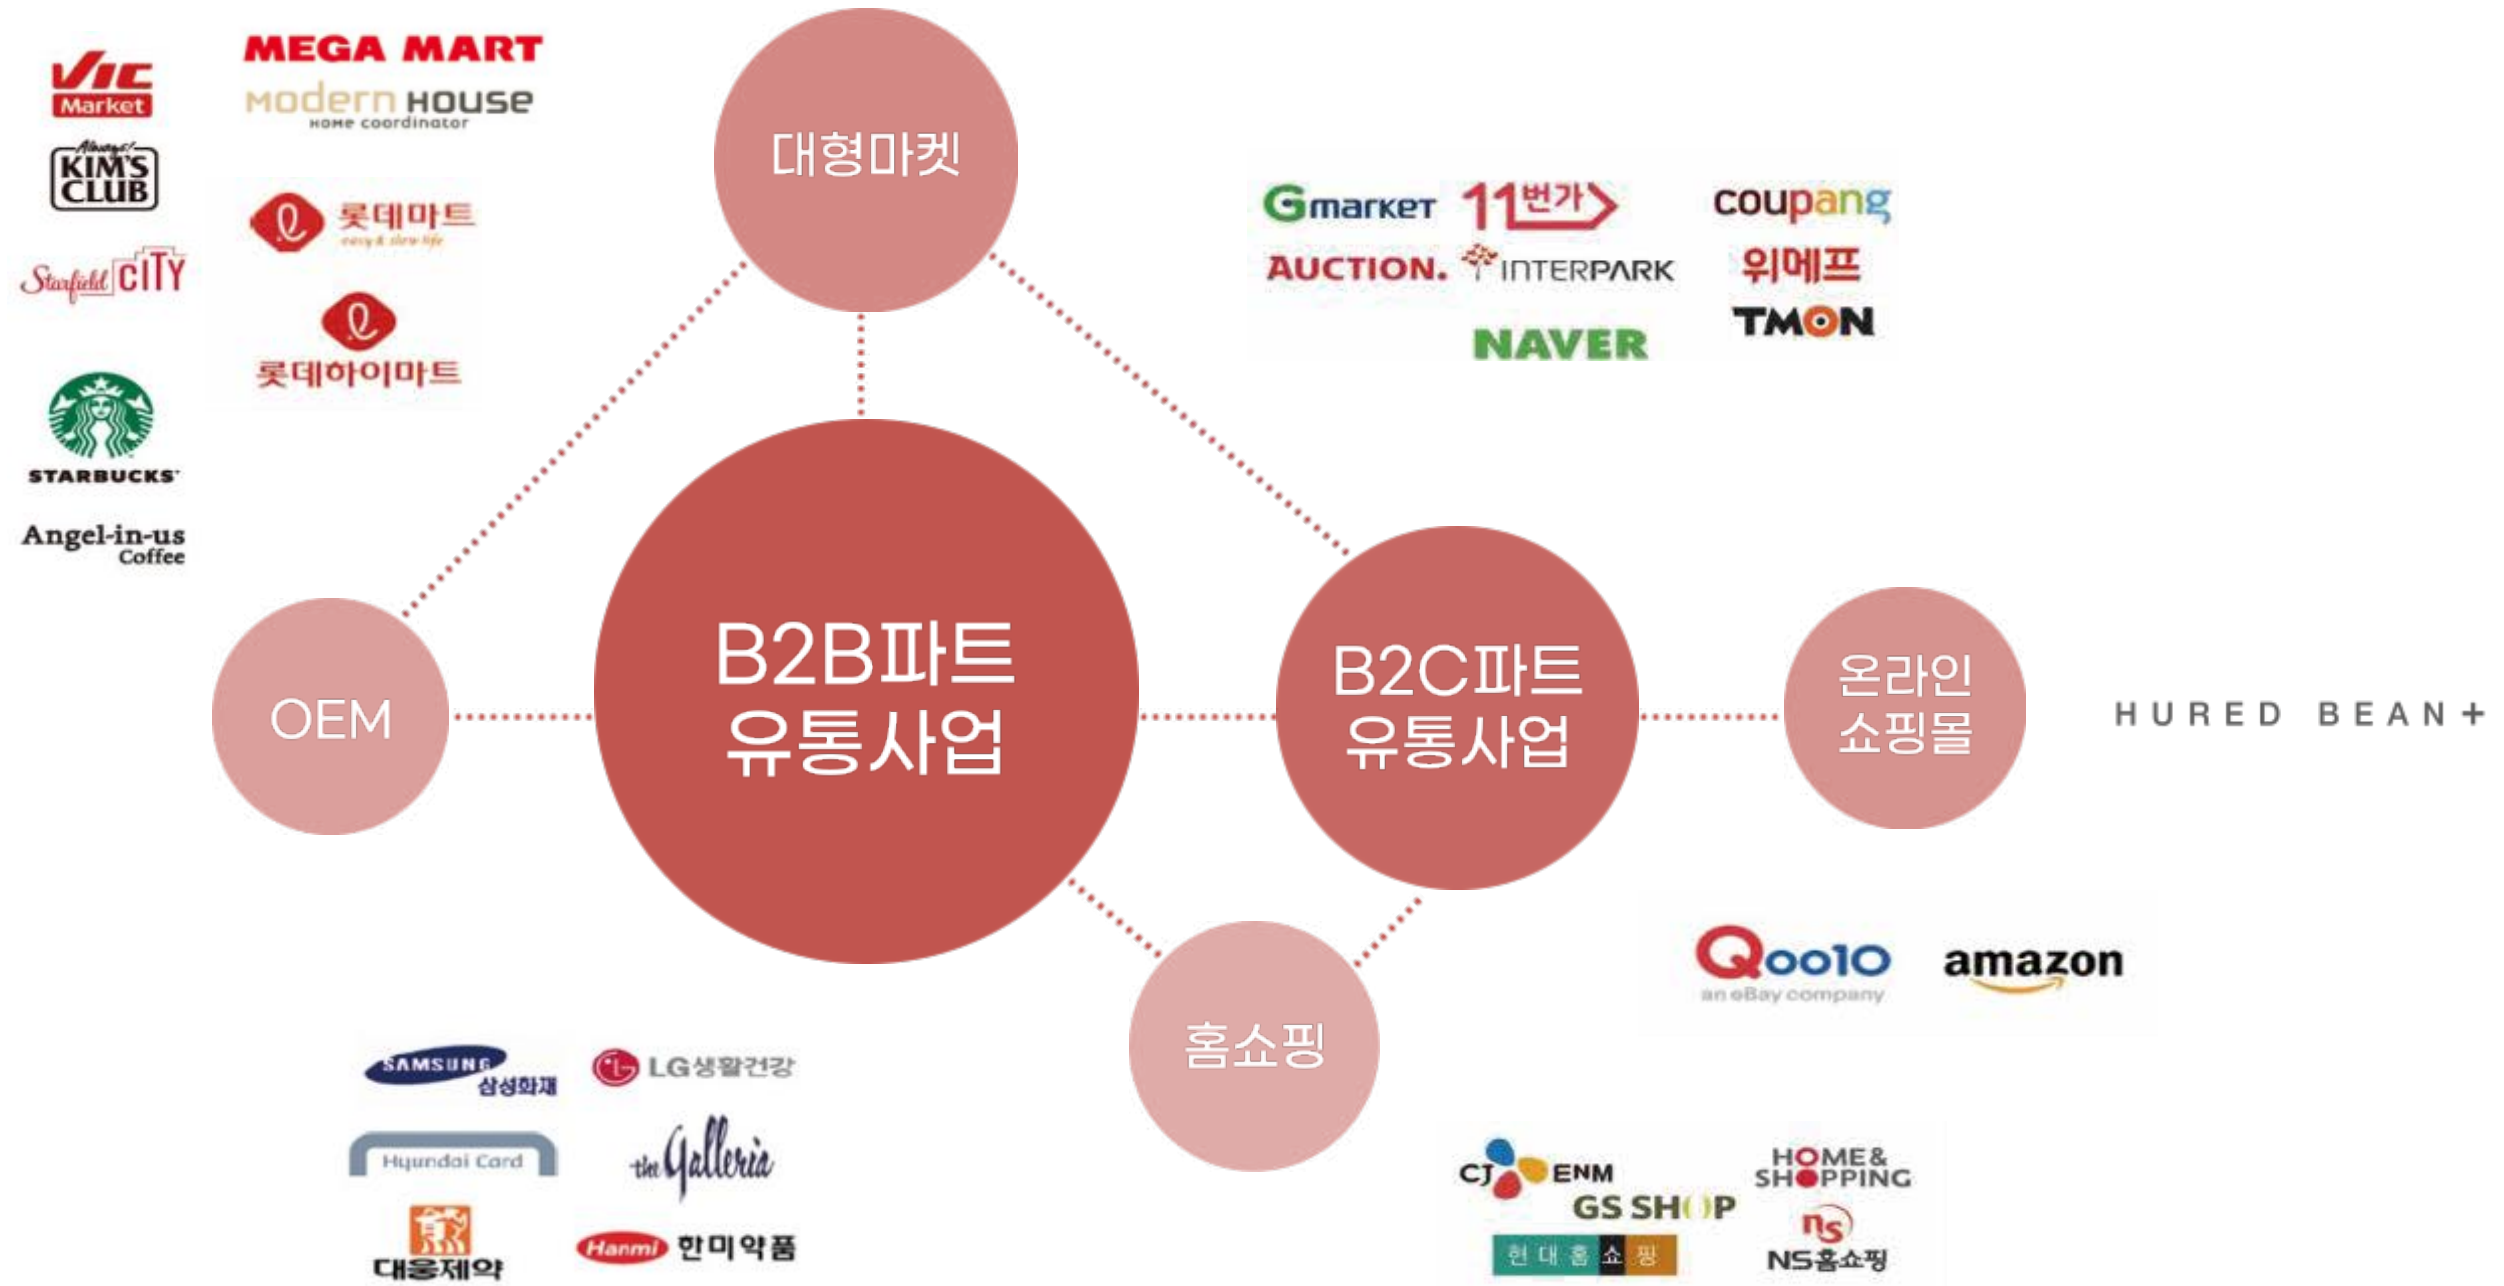 VIC
Market
MEGA MART
MODERN HOUSE
HOME coordinator
Always!
KIM'S
CLUB
롯데마트
easy & slow life
Starfield CITY
롯데하이마트
STARBUCKS
Angel-in-us
Coffee
대형마켓
Gmarket
11번가
coupang
AUCTION.
INTERPARK
위메프
NAVER
TMON
OEM
B2B파트
유통사업
B2C파트
유통사업
온라인
쇼핑몰
HURED BEAN+
홈쇼핑
Qoo10
an eBay company
amazon
SAMSUNG
삼성화재
LG생활건강
Hyundai Card
the Galleria
대웅제약
Hanmi 한미약품
CJ ENM
GS SHOP
현대홈쇼핑
HOME&
SHOPPING
ns
NS홈쇼핑